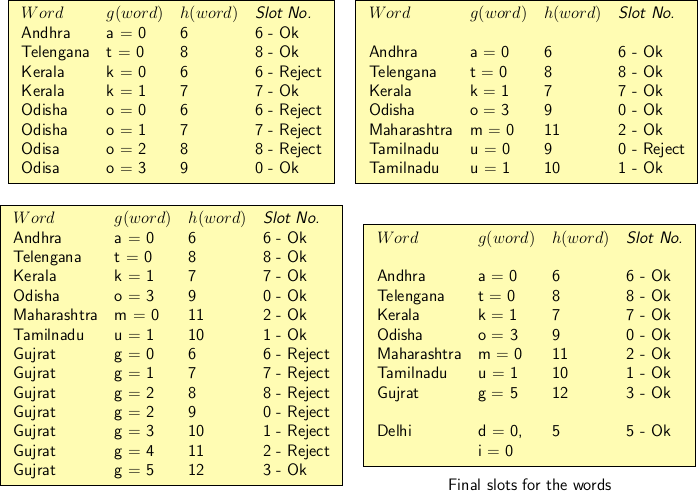 Word g(word) h(word) Slot No.
Andhra a = 0 6 6 - Ok
Telengana t = 0 8 8 - Ok
Kerala k = 0 6 6 - Reject
Kerala k = 1 7 7 - Ok
Odisha o = 0 6 6 - Reject
Odisha o = 1 7 7 - Reject
Odisa o = 2 8 8 - Reject
Odisa o = 3 9 0 - Ok
Word g(word) h(word) Slot No.
Andhra a = 0 6 6 - Ok
Telengana t = 0 8 8 - Ok
Kerala k = 1 7 7 - Ok
Odisha o = 3 9 0 - Ok
Maharashtra m = 0 11 2 - Ok
Tamilnadu u = 0 9 0 - Reject
Tamilnadu u = 1 10 1 - Ok
Word g(word) h(word) Slot No.
Andhra a = 0 6 6 - Ok
Telengana t = 0 8 8 - Ok
Kerala k = 1 7 7 - Ok
Odisha o = 3 9 0 - Ok
Maharashtra m = 0 11 2 - Ok
Tamilnadu u = 1 10 1 - Ok
Gujrat g = 0 6 6 - Reject
Gujrat g = 1 7 7 - Reject
Gujrat g = 2 8 8 - Reject
Gujrat g = 2 9 0 - Reject
Gujrat g = 3 10 1 - Reject
Gujrat g = 4 11 2 - Reject
Gujrat g = 5 12 3 - Ok
Word g(word) h(word) Slot No.
Andhra a = 0 6 6 - Ok
Telengana t = 0 8 8 - Ok
Kerala k = 1 7 7 - Ok
Odisha o = 3 9 0 - Ok
Maharashtra m = 0 11 2 - Ok
Tamilnadu u = 1 10 1 - Ok
Gujrat g = 5 12 3 - Ok
Delhi d = 0, 5 5 - Ok
i = 0
Final slots for the words